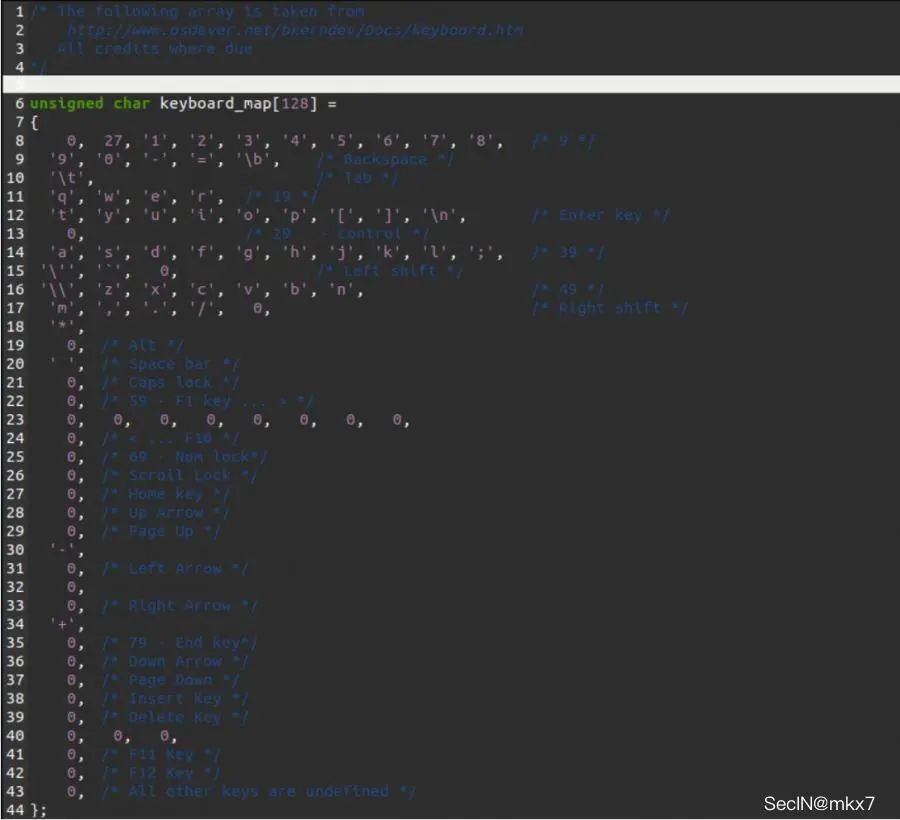 1 /* The following array is taken from
2     http://www.osdever.net/bkerndev/Docs/keyboard.htm
3    All credits where due
4 */
5
6 unsigned char keyboard_map[128] =
7 {
8     0,  27, '1', '2', '3', '4', '5', '6', '7', '8',   /* 9 */
9   '9', '0', '-', '=', '\b',   /* Backspace */
10   '\t',                       /* Tab */
11   'q', 'w', 'e', 'r',  /* 19 */
12   't', 'y', 'u', 'i', 'o', 'p', '[', ']', '\n',      /* Enter key */
13     0,                 /* 29   - Control */
14   'a', 's', 'd', 'f', 'g', 'h', 'j', 'k', 'l', ';',  /* 39 */
15  '\'', '`',   0,             /* Left shift */
16  '\\', 'z', 'x', 'c', 'v', 'b', 'n',                 /* 49 */
17   'm', ',', '.', '/',   0,                           /* Right shift */
18   '*',
19     0,  /* Alt */
20   ' ',  /* Space bar */
21     0,  /* Caps lock */
22     0,  /* 59 - F1 key ... > */
23     0,   0,   0,   0,   0,   0,   0,   0,
24     0,  /* < ... F10 */
25     0,  /* 69 - Num lock*/
26     0,  /* Scroll Lock */
27     0,  /* Home key */
28     0,  /* Up Arrow */
29     0,  /* Page Up */
30   '-',
31     0,  /* Left Arrow */
32     0,
33     0,  /* Right Arrow */
34   '+',
35     0,  /* 79 - End key*/
36     0,  /* Down Arrow */
37     0,  /* Page Down */
38     0,  /* Insert Key */
39     0,  /* Delete Key */
40     0,   0,   0,
41     0,  /* F11 Key */
42     0,  /* F12 Key */
43     0,  /* All other keys are undefined */
44 };
SecIN@mkx7